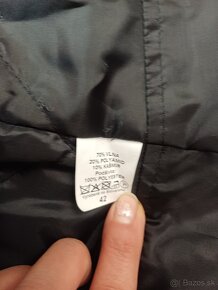 70% VLNA
20% POLYAMID
10% KAŠMÍR
Podšívka
100% POLYESTER
42
bazos.sk